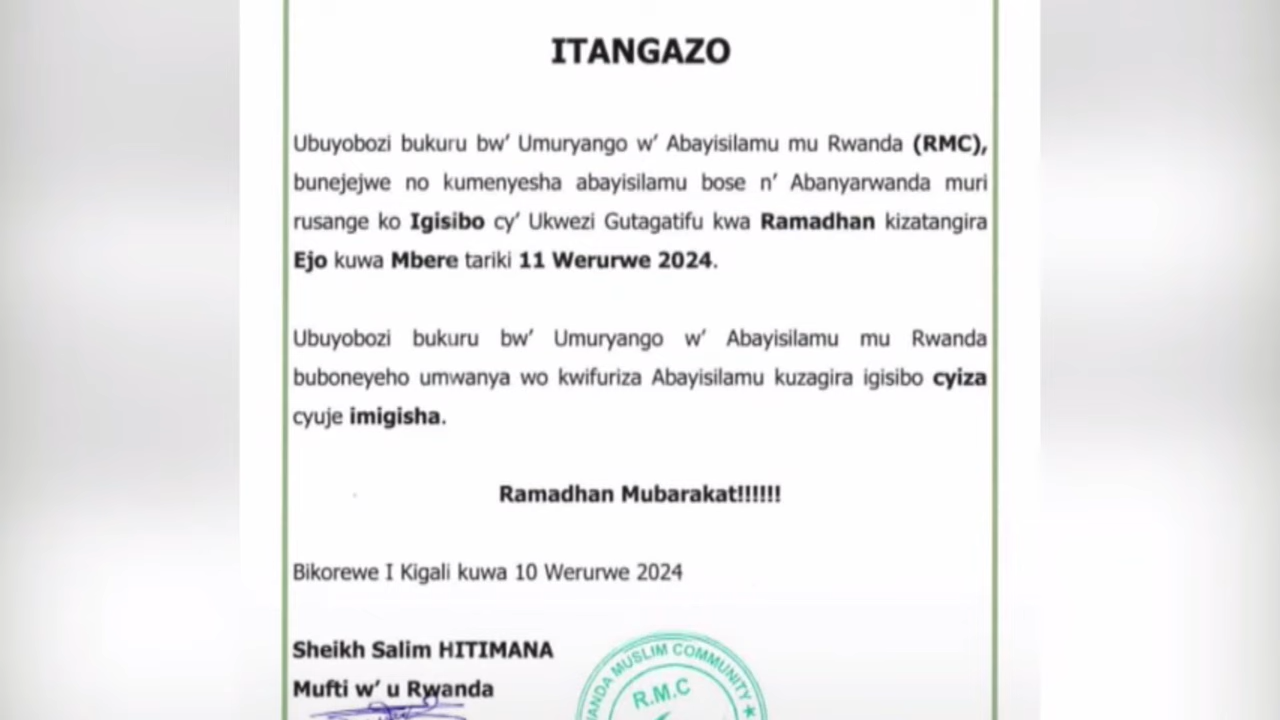 ITANGAZO
Ubuyobozi bukuru bw' Umuryango w' Abayisilamu mu Rwanda (RMC),
bunejejwe no kumenyesha abayisilamu bose n' Abanyarwanda muri
rusange ko Igisibo cy' Ukwezi Gutagatifu kwa Ramadhan kizatangira
Ejo kuwa Mbere tariki 11 Werurwe 2024.
Ubuyobozi bukuru bw' Umuryango w' Abayisilamu mu Rwanda
buboneyeho umwanya wo kwifuriza Abayisilamu kuzagira igisibo cyiza
cyuje imigisha.
Ramadhan Mubarakat!!!!!!
Bikorewe I Kigali kuwa 10 Werurwe 2024
Sheikh Salim HITIMANA
Mufti w' u Rwanda
MUSLIM COMMUNITY
R.M.C